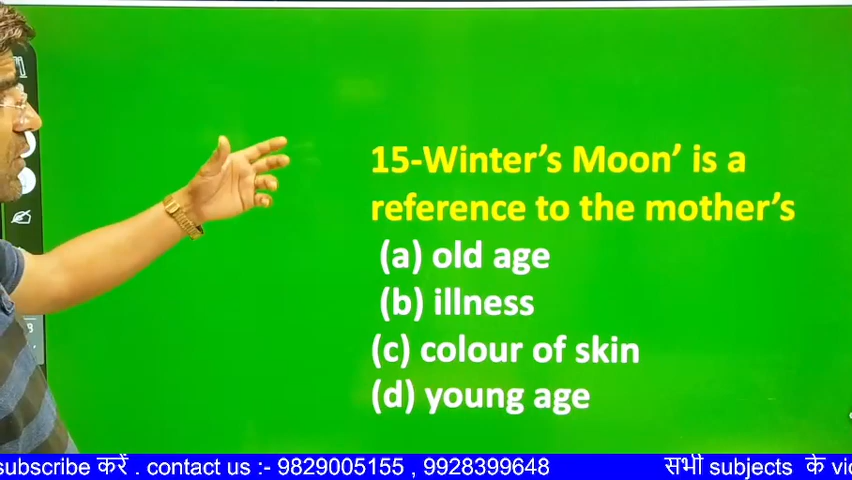 15-Winter’s Moon’ is a
reference to the mother’s
(a) old age
(b) illness
(c) colour of skin
(d) young age
subscribe करें . contact us :- 9829005155 , 9928399648
सभी subjects के